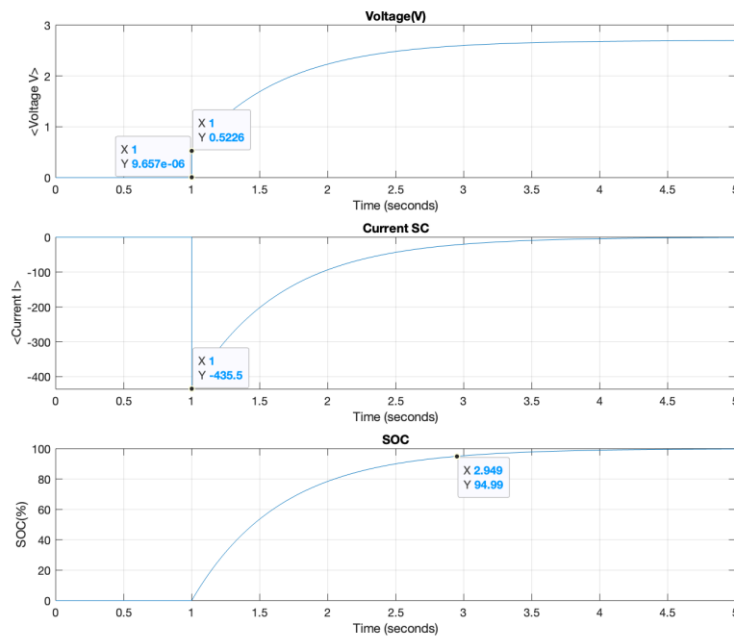 Voltage(V)
3
2
1
0
<Voltage V>
X 1
Y 0.5226
X 1
Y 9.657e-06
0 0.5 1 1.5 2 2.5 3 3.5 4 4.5 5
Time (seconds)
Current SC
0
-100
-200
-300
-400
<Current I>
X 1
Y -435.5
0 0.5 1 1.5 2 2.5 3 3.5 4 4.5 5
Time (seconds)
SOC
100
80
60
40
20
0
SOC(%)
X 2.949
Y 94.99
0 0.5 1 1.5 2 2.5 3 3.5 4 4.5 5
Time (seconds)